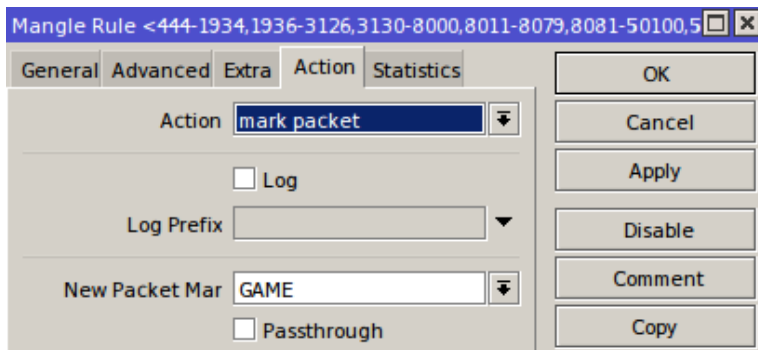 Mangle Rule <444-1934,1936-3126,3130-8000,8011-8079,8081-50100,5
General Advanced Extra Action Statistics
OK
Action mark packet
Cancel
Log
Apply
Log Prefix
Disable
New Packet Mar GAME
Comment
Passthrough
Copy